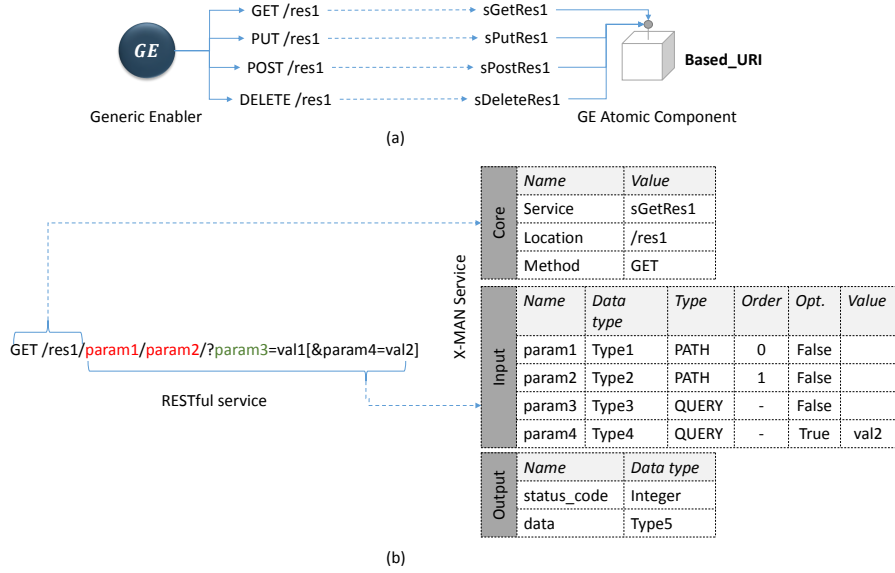 GET /res1 sGetRes1
GE PUT /res1 sPutRes1
POST /res1 sPostRes1 Based_URI
DELETE /res1 sDeleteRes1
Generic Enabler GE Atomic Component
(a)
X-MAN Service
Core
Name Value
Service sGetRes1
Location /res1
Method GET
GET /res1/param1/param2/?param3=val1[&param4=val2]
RESTful service
Input
Name Data type Type Order Opt. Value
param1 Type1 PATH 0 False
param2 Type2 PATH 1 False
param3 Type3 QUERY - False
param4 Type4 QUERY - True val2
Output
Name Data type
status_code Integer
data Type5
(b)